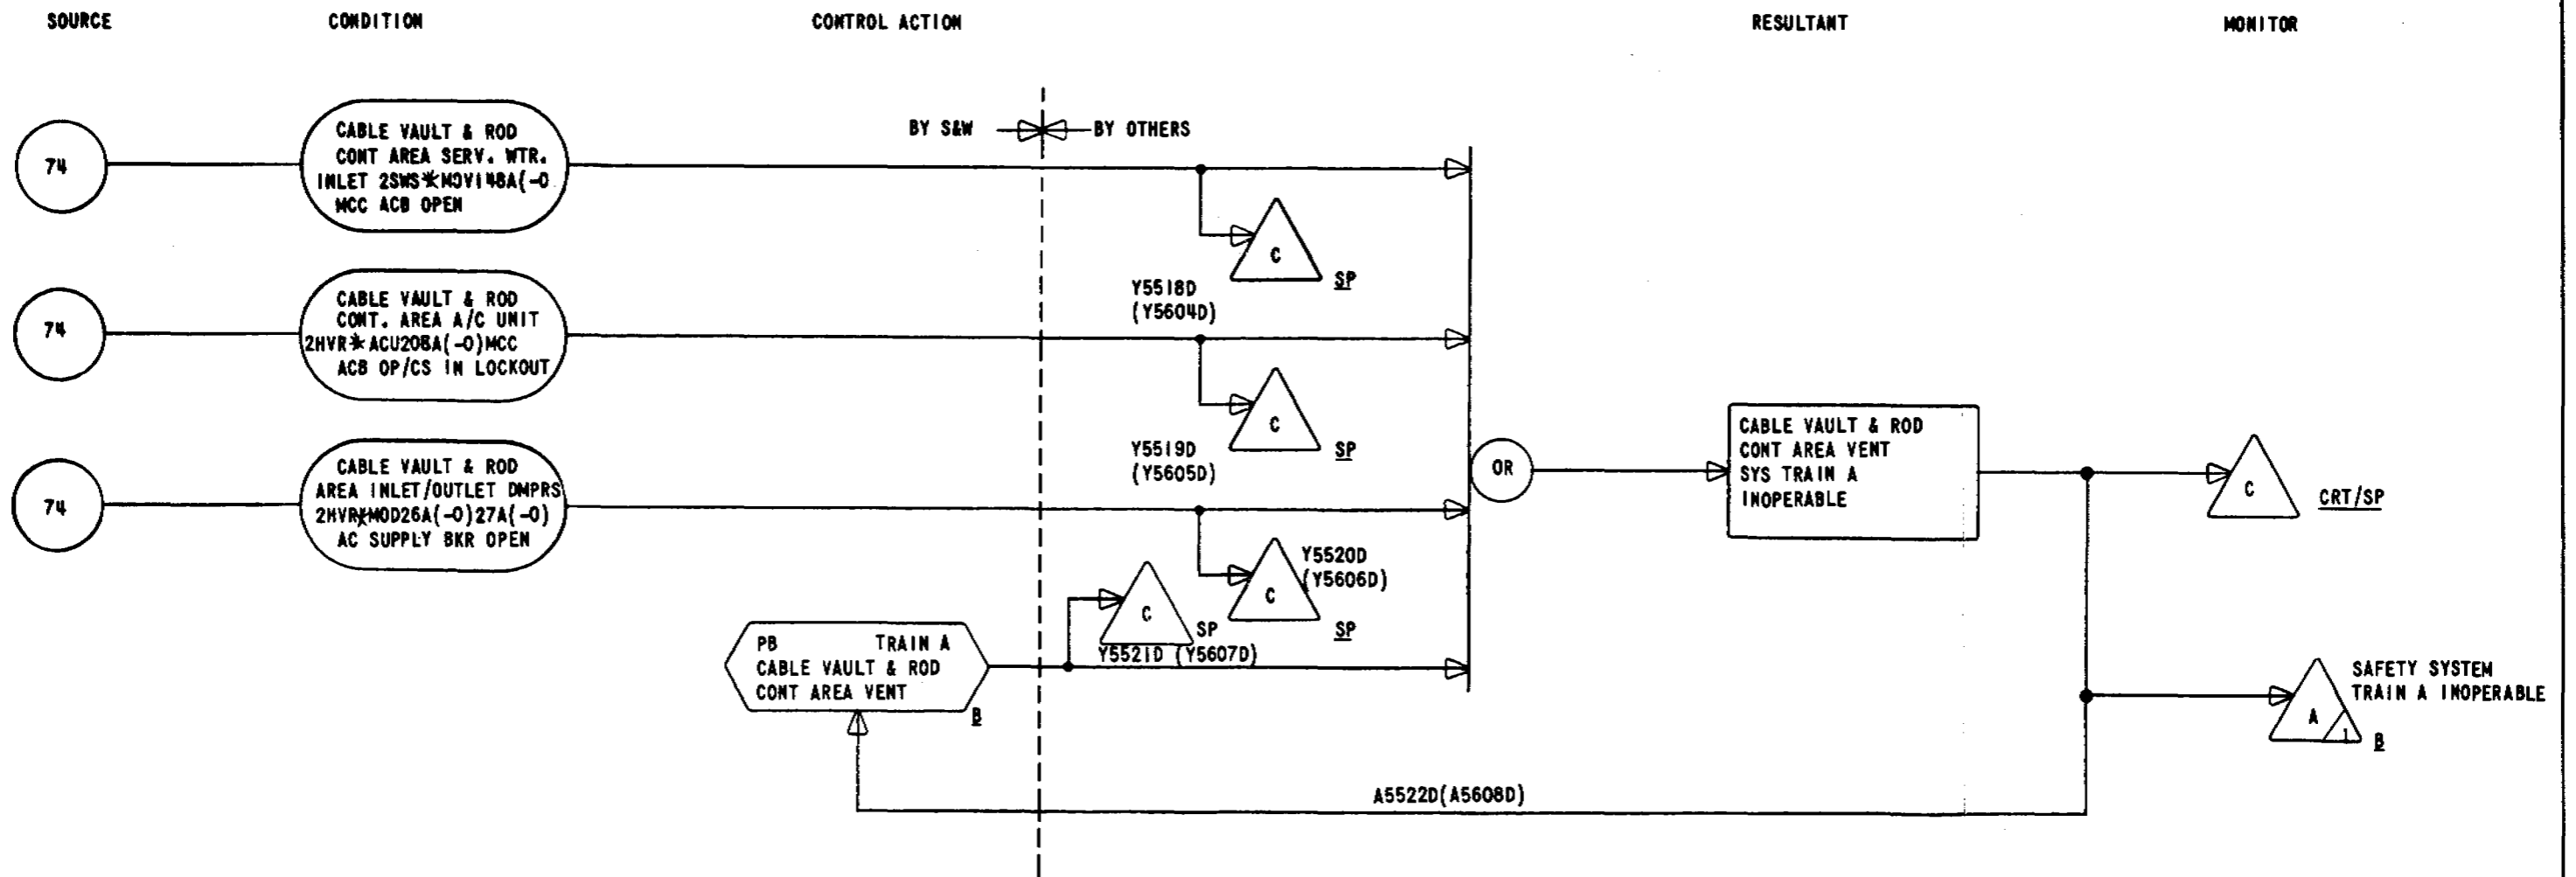 SOURCE
CONDITION
CONTROL ACTION
RESULTANT
MONITOR
BY S&W
BY OTHERS
74
CABLE VAULT & ROD
CONT AREA SERV. WTR.
INLET 2SWS*MOV148A(-0
MCC ACB OPEN
C
SP
Y5518D
(Y5604D)
74
CABLE VAULT & ROD
CONT. AREA A/C UNIT
2HVR*ACU208A(-0)MCC
ACB OP/CS IN LOCKOUT
C
SP
Y5519D
(Y5605D)
74
CABLE VAULT & ROD
AREA INLET/OUTLET DMPRS
2HVR*MOD26A(-0)27A(-0)
AC SUPPLY BKR OPEN
C
Y5520D
(Y5606D)
SP
PB TRAIN A
CABLE VAULT & ROD
CONT AREA VENT
B
C
SP
Y5521D (Y5607D)
OR
CABLE VAULT & ROD
CONT AREA VENT
SYS TRAIN A
INOPERABLE
C
CRT/SP
A
1
B
SAFETY SYSTEM
TRAIN A INOPERABLE
A5522D(A5608D)